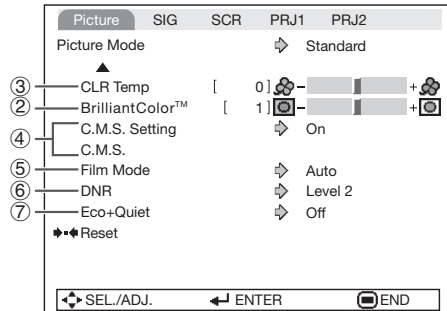 Picture SIG SCR PRJ1 PRJ2
Picture Mode Standard
▲
③ CLR Temp [ 0] − +
② BrilliantColor™ [ 1] − +
④ C.M.S. Setting On
C.M.S.
⑤ Film Mode Auto
⑥ DNR Level 2
⑦ Eco+Quiet Off
Reset
SEL./ADJ. ENTER END